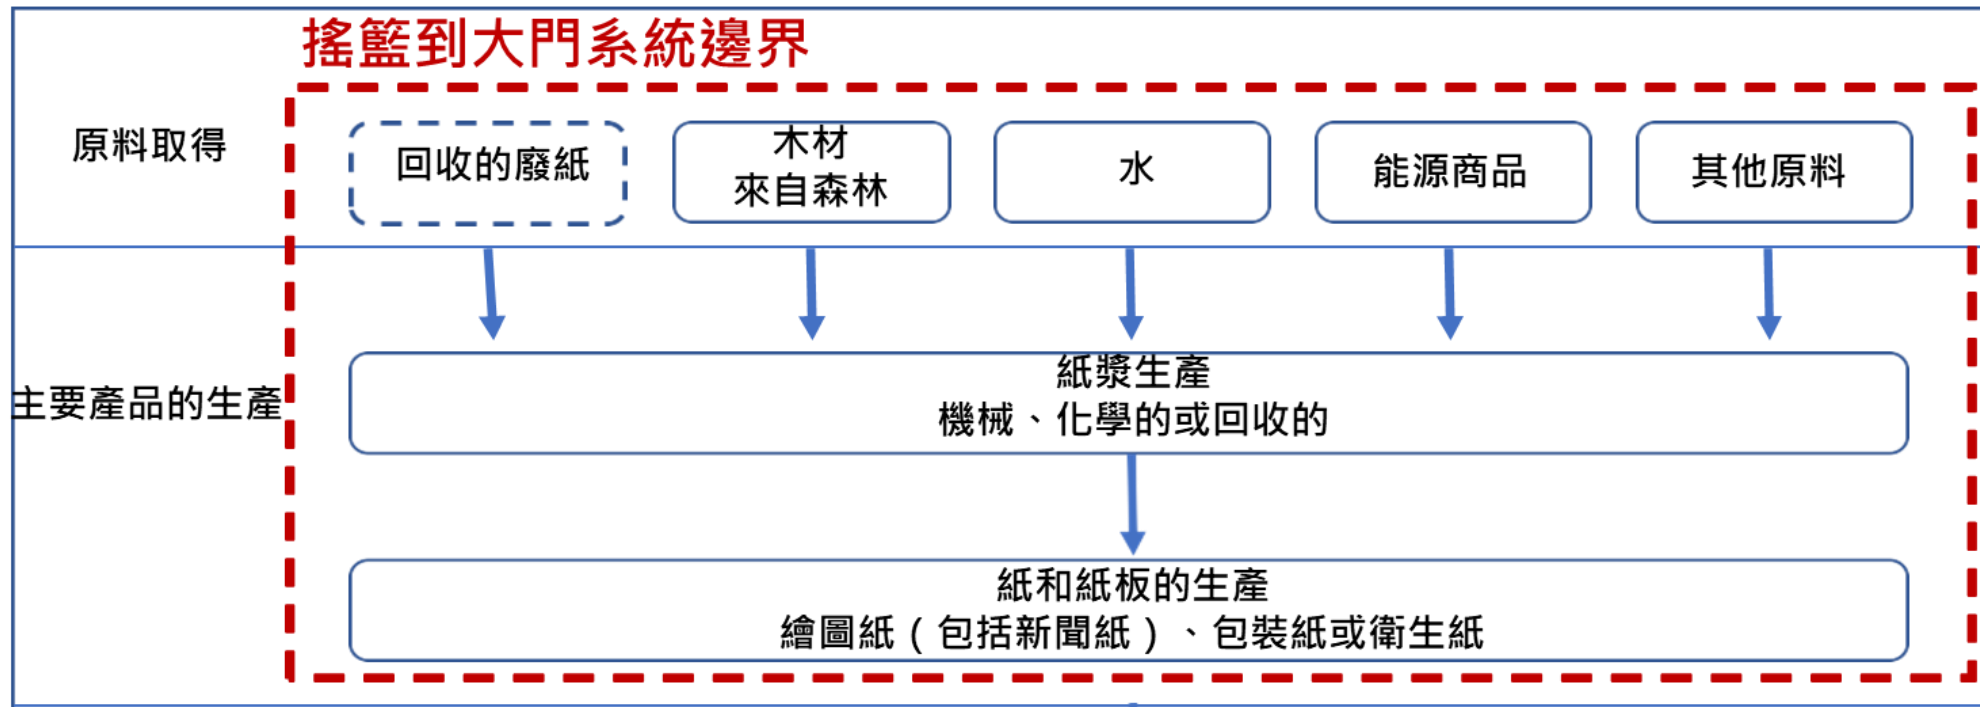 搖籃到大門系統邊界
原料取得
回收的廢紙
木材
來自森林
水
能源商品
其他原料
主要產品的生產
紙漿生產
機械、化學的或回收的
紙和紙板的生產
繪圖紙（包括新聞紙）、包裝紙或衛生紙